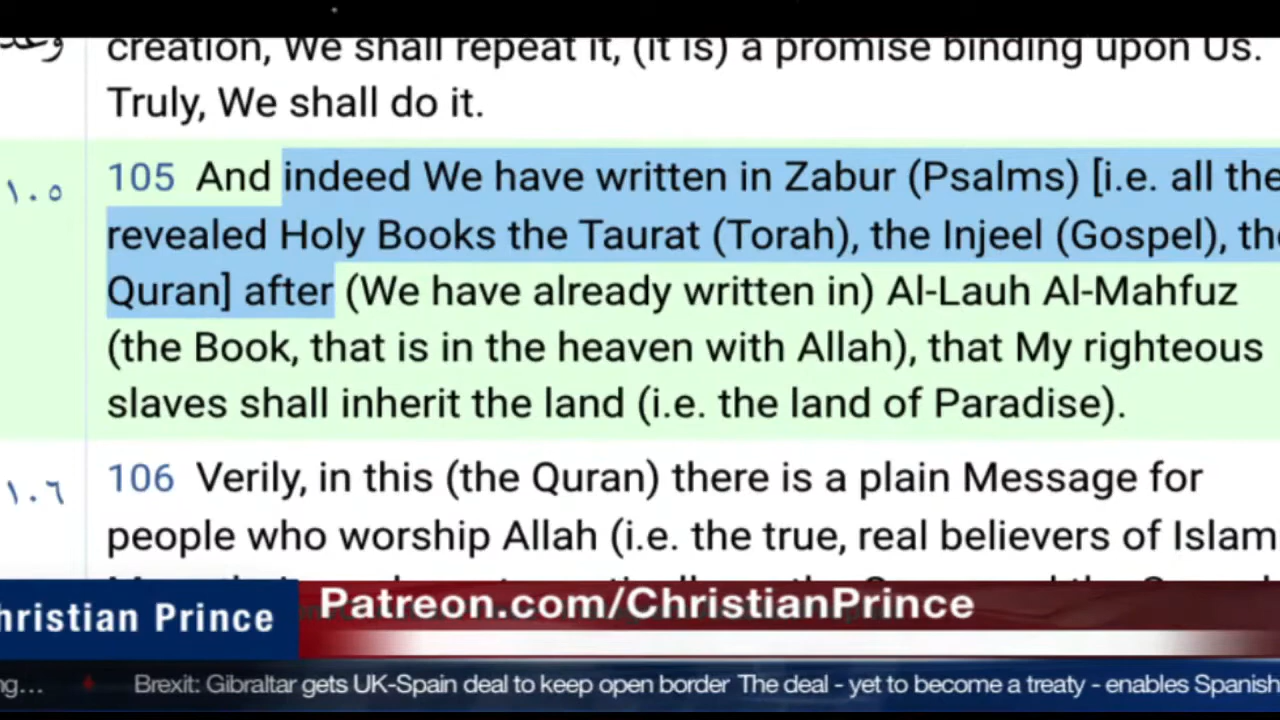 creation, We shall repeat it, (it is) a promise binding upon Us.
Truly, We shall do it.
١٠٥
105 And indeed We have written in Zabur (Psalms) [i.e. all the
revealed Holy Books the Taurat (Torah), the Injeel (Gospel), the
Quran] after (We have already written in) Al-Lauh Al-Mahfuz
(the Book, that is in the heaven with Allah), that My righteous
slaves shall inherit the land (i.e. the land of Paradise).
١٠٦
106 Verily, in this (the Quran) there is a plain Message for
people who worship Allah (i.e. the true, real believers of Islam
hristian Prince
Patreon.com/ChristianPrince
ng... Brexit: Gibraltar gets UK-Spain deal to keep open border The deal - yet to become a treaty - enables Spanish